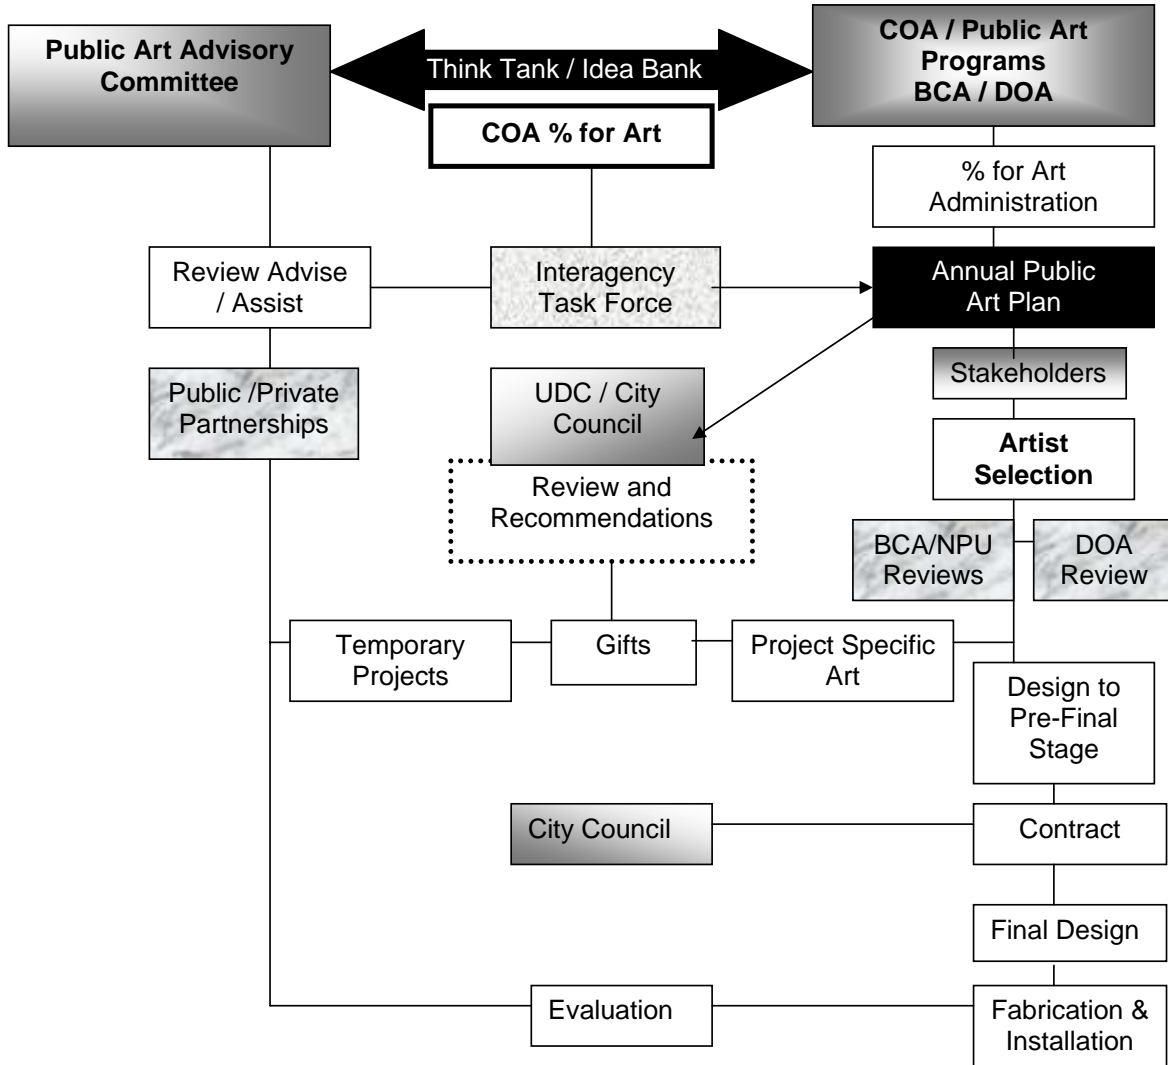 Public Art Advisory
Committee
Think Tank / Idea Bank
COA / Public Art
Programs
BCA / DOA
COA % for Art
% for Art
Administration
Review Advise
/ Assist
Interagency
Task Force
Annual Public
Art Plan
Stakeholders
Public /Private
Partnerships
UDC / City
Council
Artist
Selection
Review and
Recommendations
BCA/NPU
Reviews
DOA
Review
Temporary
Projects
Gifts
Project Specific
Art
Design to
Pre-Final
Stage
City Council
Contract
Final Design
Evaluation
Fabrication &
Installation